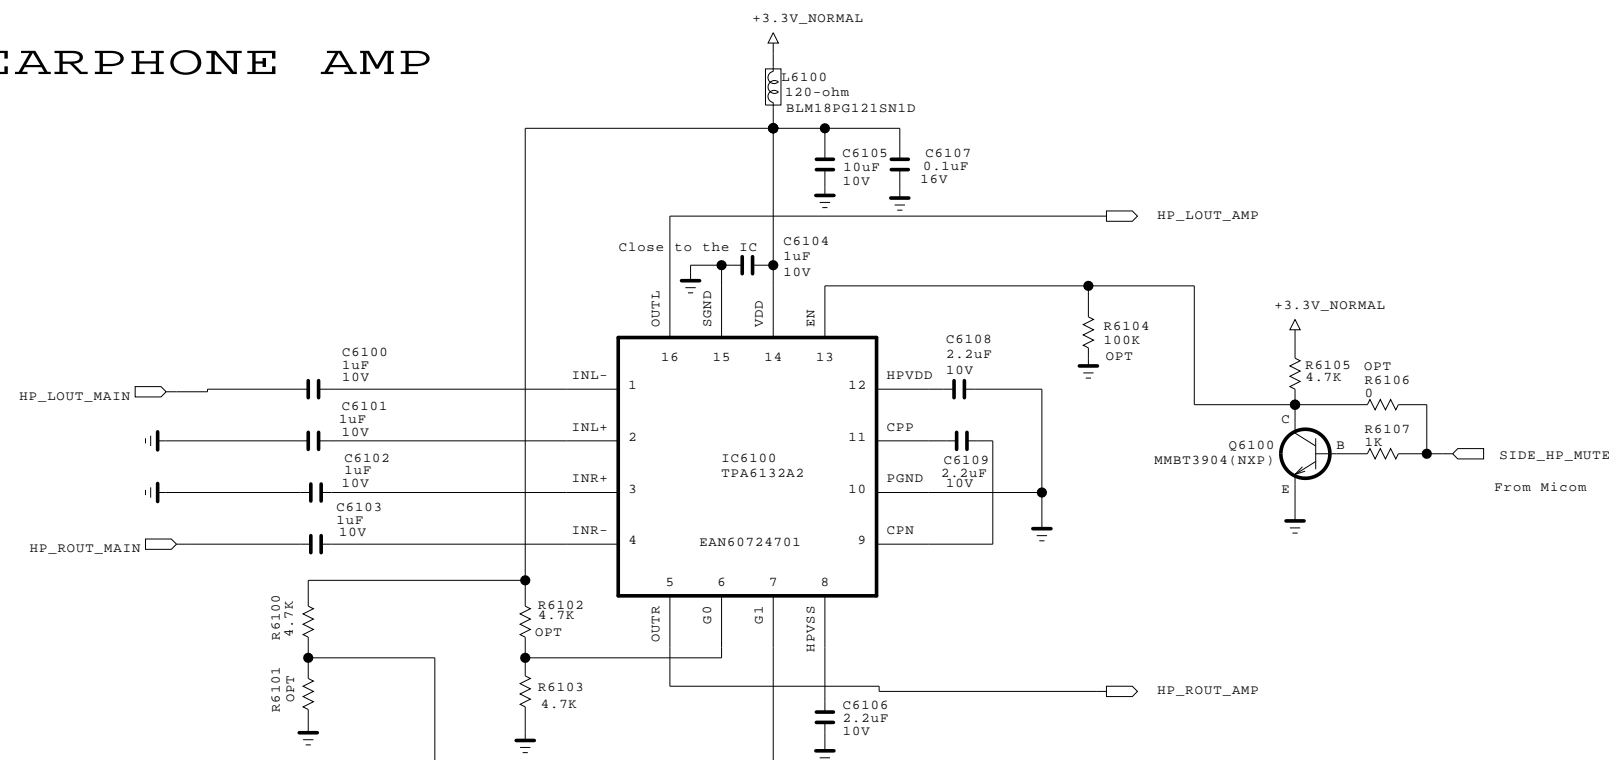 +3.3V_NORMAL
EARPHONE AMP
L6100
120-ohm
BLM18PG121SN1D
C6105
10uF
10V
C6107
0.1uF
16V
HP_LOUT_AMP
Close to the IC
C6104
1uF
10V
OUTL
SGND
VDD
EN
16
15
14
13
+3.3V_NORMAL
R6104
100K
OPT
C6108
2.2uF
10V
R6105
4.7K
OPT
R6106
0
C6100
1uF
10V
HP_LOUT_MAIN
INL-
1
12
HPVDD
C6101
1uF
10V
INL+
2
11
CPP
C6109
2.2uF
10V
C
B
E
Q6100
MMBT3904(NXP)
R6107
1K
SIDE_HP_MUTE
From Micom
IC6100
TPA6132A2
C6102
1uF
10V
INR+
3
10
PGND
C6103
1uF
10V
HP_ROUT_MAIN
INR-
4
9
CPN
EAN60724701
5
6
7
8
OUTR
G0
G1
HPVSS
R6100
4.7K
R6102
4.7K
OPT
R6101
OPT
R6103
4.7K
HP_ROUT_AMP
C6106
2.2uF
10V